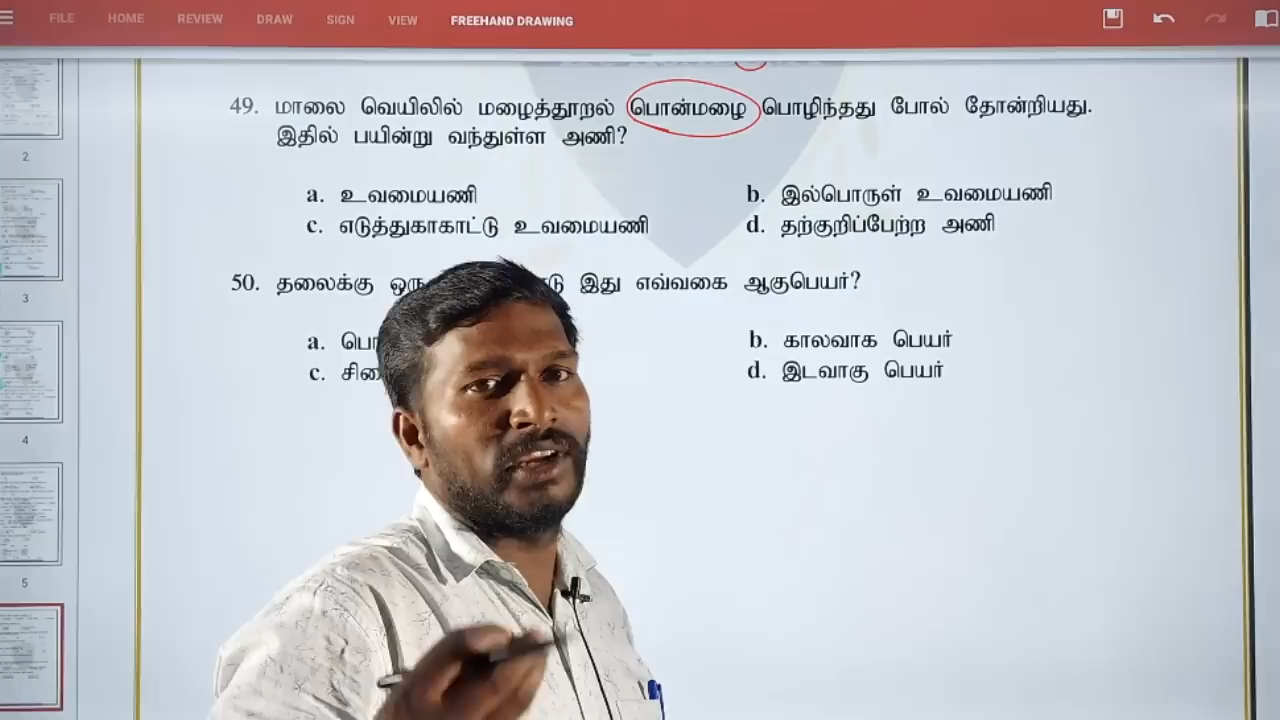 FILE HOME REVIEW DRAW SIGN VIEW FREEHAND DRAWING
49. மாலை வெயிலில் மழைத்தூறல் பொன்மழை பொழிந்தது போல் தோன்றியது.
இதில் பயின்று வந்துள்ள அணி?
a. உவமையணி b. இல்பொருள் உவமையணி
c. எடுத்துகாகாட்டு உவமையணி d. தற்குறிப்பேற்ற அணி
50. தலைக்கு ஒரு இது எவ்வகை ஆகுபெயர்?
a. b. காலவாக பெயர்
c. d. இடவாகு பெயர்
2
3
4
5